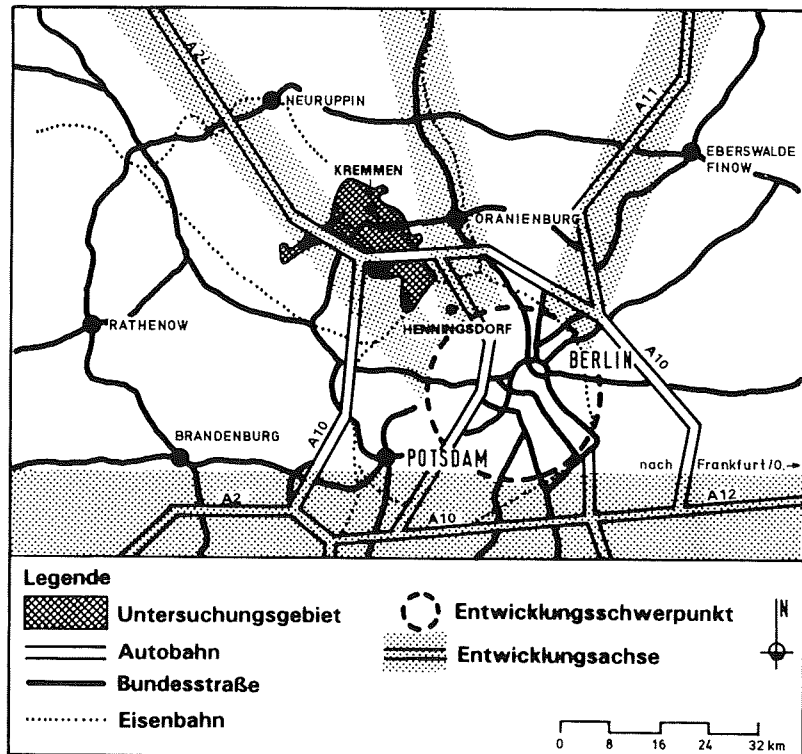 A24
NEURUPPIN
A11
EBERSWALDE
FINOW
KREMMEN
ORANIENBURG
RATHENOW
HENNINGSDORF
BERLIN
A10
A10
BRANDENBURG
POTSDAM
nach Frankfurt/O. →
A2
A10
A12
Legende
Untersuchungsgebiet
Autobahn
Bundesstraße
Eisenbahn
Entwicklungsschwerpunkt
Entwicklungsachse
N
0 8 16 24 32 km